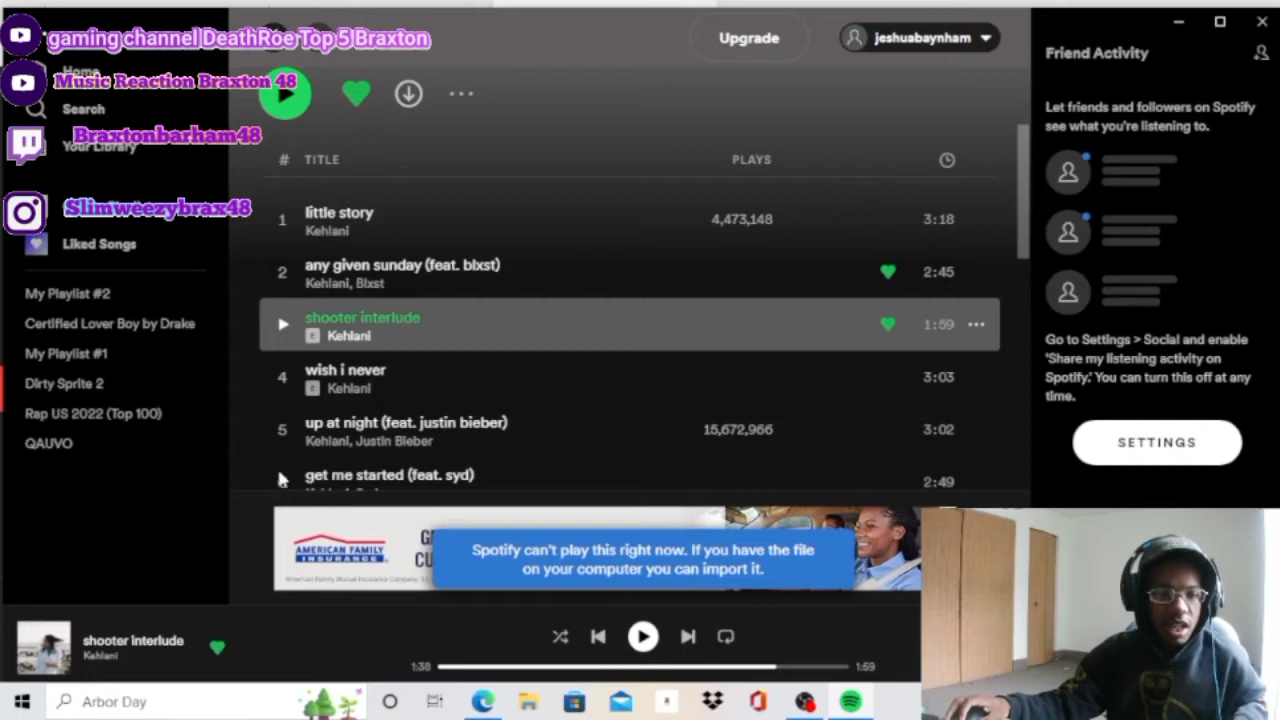 gaming channel DeathRoe Top 5 Braxton
Music Reaction Braxton 48
Braxtonbarham48
Slimweezybrax48
Home
Search
Your Library
Liked Songs
My Playlist #2
Certified Lover Boy by Drake
My Playlist #1
Dirty Sprite 2
Rap US 2022 (Top 100)
QAUVO
Upgrade
jeshuabaynham
# TITLE PLAYS
1 little story 4,473,148 3:18
Kehlani
2 any given sunday (feat. blxst) 2:45
Kehlani, Blxst
shooter interlude 1:59
E Kehlani
4 wish i never 3:03
E Kehlani
5 up at night (feat. justin bieber) 15,672,966 3:02
Kehlani, Justin Bieber
get me started (feat. syd) 2:49
AMERICAN FAMILY
INSURANCE
Spotify can't play this right now. If you have the file
on your computer you can import it.
Friend Activity
Let friends and followers on Spotify
see what you're listening to.
Go to Settings > Social and enable
'Share my listening activity on
Spotify.' You can turn this off at any
time.
SETTINGS
shooter interlude
Kehlani
1:38 1:59
Arbor Day